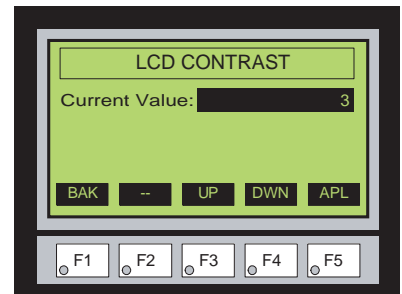 LCD CONTRAST
Current Value: 3
BAK -- UP DWN APL
F1 F2 F3 F4 F5